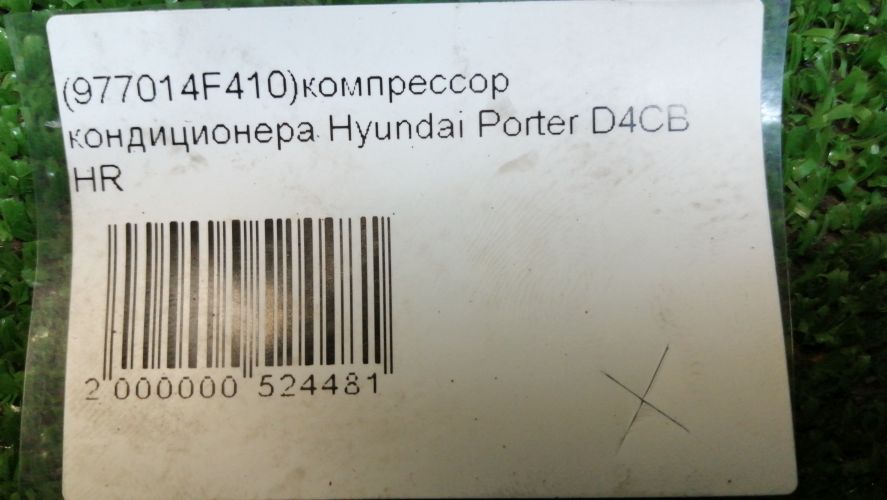 (977014F410)компрессор
кондиционера Hyundai Porter D4CB
HR
2 000000 524481